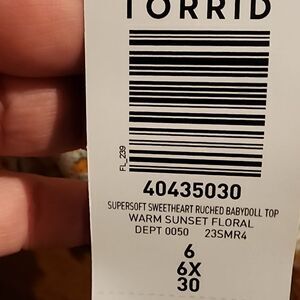 TORRID
FL_239
40435030
SUPERSOFT SWEETHEART RUCHED BABYDOLL TOP
WARM SUNSET FLORAL
DEPT 0050 23SMR4
6
6X
30